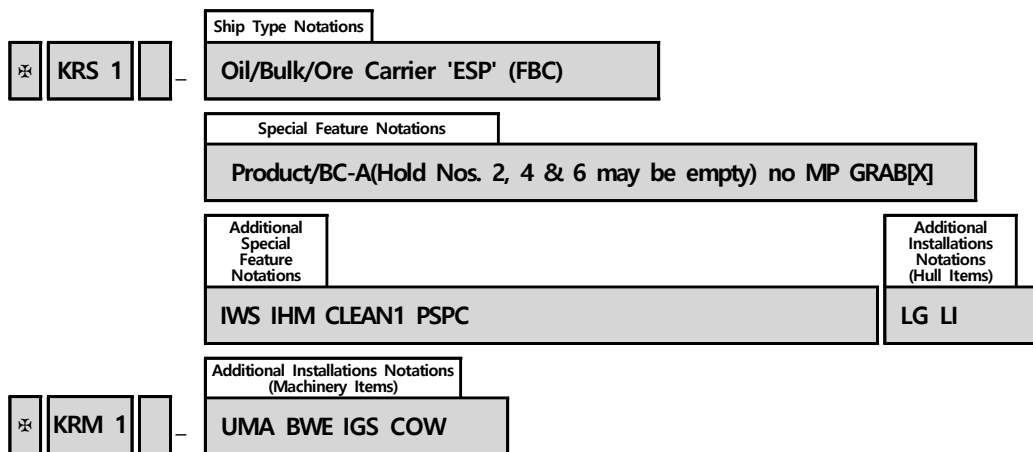 Ship Type Notations
✠ KRS 1 _ Oil/Bulk/Ore Carrier 'ESP' (FBC)
Special Feature Notations
Product/BC-A(Hold Nos. 2, 4 & 6 may be empty) no MP GRAB[X]
Additional
Special
Feature
Notations
IWS IHM CLEAN1 PSPC
Additional
Installations
Notations
(Hull Items)
LG LI
Additional Installations Notations
(Machinery Items)
✠ KRM 1 _ UMA BWE IGS COW